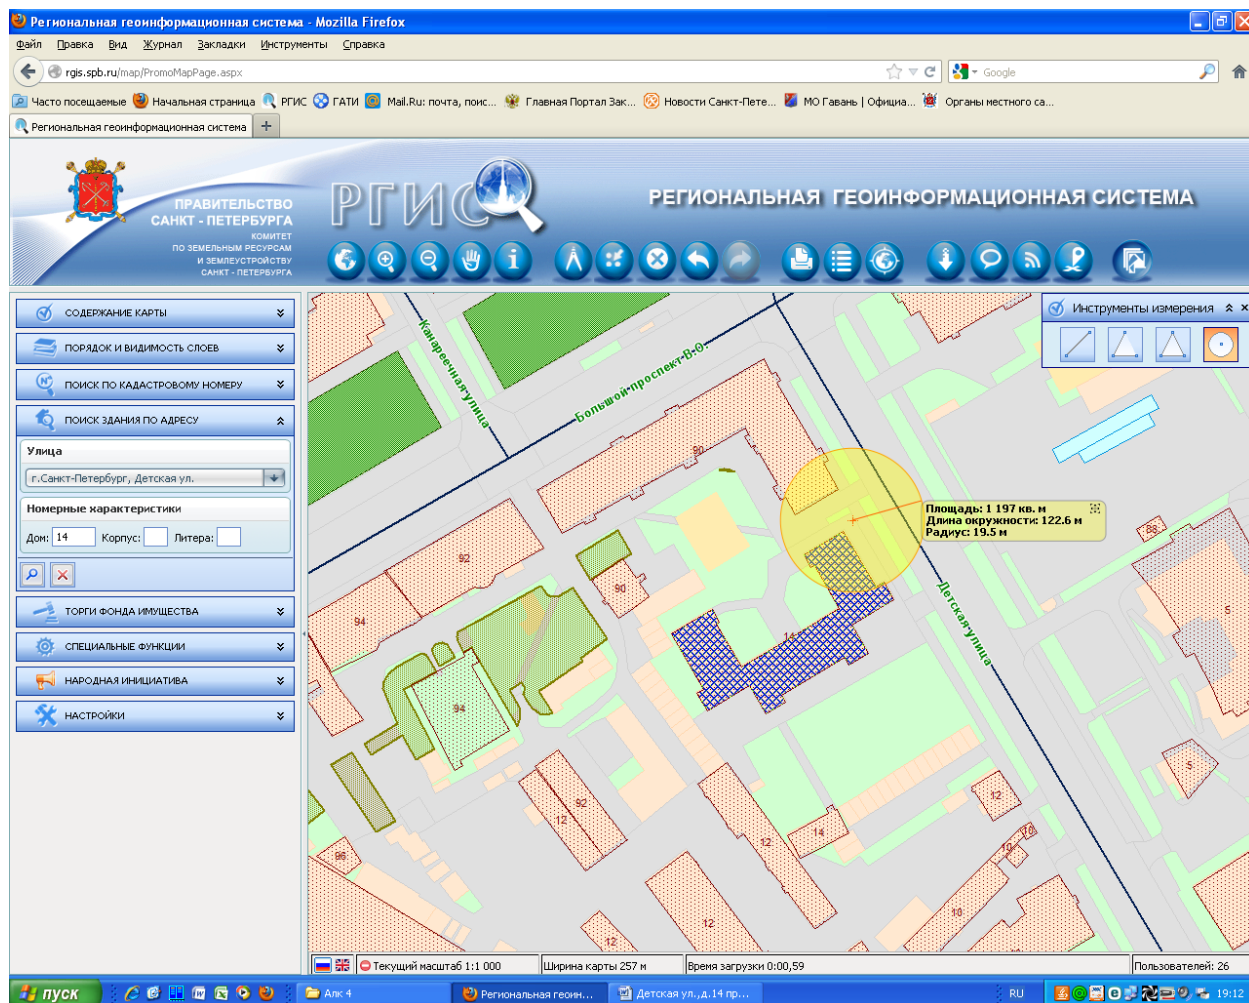 Региональная геоинформационная система - Mozilla Firefox
Файл Правка Вид Журнал Закладки Инструменты Справка
rgis.spb.ru/map/PromoMapPage.aspx
Google
Часто посещаемые Начальная страница РГИС ГАТИ Mail.Ru: почта, поис... Главная Портал Зак... Новости Санкт-Пете... МО Гавань | Официа... Органы местного са...
Региональная геоинформационная система
ПРАВИТЕЛЬСТВО
САНКТ - ПЕТЕРБУРГА
КОМИТЕТ
ПО ЗЕМЕЛЬНЫМ РЕСУРСАМ
И ЗЕМЛЕУСТРОЙСТВУ
САНКТ - ПЕТЕРБУРГА
РГИС
РЕГИОНАЛЬНАЯ ГЕОИНФОРМАЦИОННАЯ СИСТЕМА
СОДЕРЖАНИЕ КАРТЫ
ПОРЯДОК И ВИДИМОСТЬ СЛОЕВ
ПОИСК ПО КАДАСТРОВОМУ НОМЕРУ
ПОИСК ЗДАНИЯ ПО АДРЕСУ
Улица
г.Санкт-Петербург, Детская ул.
Номерные характеристики
Дом: 14 Корпус: Литера:
ТОРГИ ФОНДА ИМУЩЕСТВА
СПЕЦИАЛЬНЫЕ ФУНКЦИИ
НАРОДНАЯ ИНИЦИАТИВА
НАСТРОЙКИ
Инструменты измерения
Канареечная улица
Большой проспект В.О.
90
Площадь: 1 197 кв. м
Длина окружности: 122.6 м
Радиус: 19.5 м
88
92
90
94
5
Детская улица
14
94
5
12
92
12
14
12
10
10
96
12
10
12
Текущий масштаб 1:1 000
Ширина карты 257 м
Время загрузки 0:00,59
Пользователей: 26
пуск
Алк 4
Региональная геоин...
Детская ул.,д.14 пр...
RU
19:12